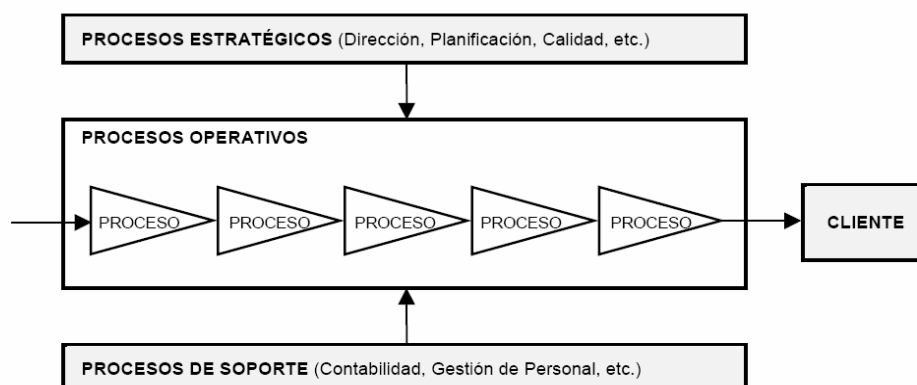 PROCESOS ESTRATÉGICOS (Dirección, Planificación, Calidad, etc.)
PROCESOS OPERATIVOS
PROCESO PROCESO PROCESO PROCESO PROCESO
CLIENTE
PROCESOS DE SOPORTE (Contabilidad, Gestión de Personal, etc.)